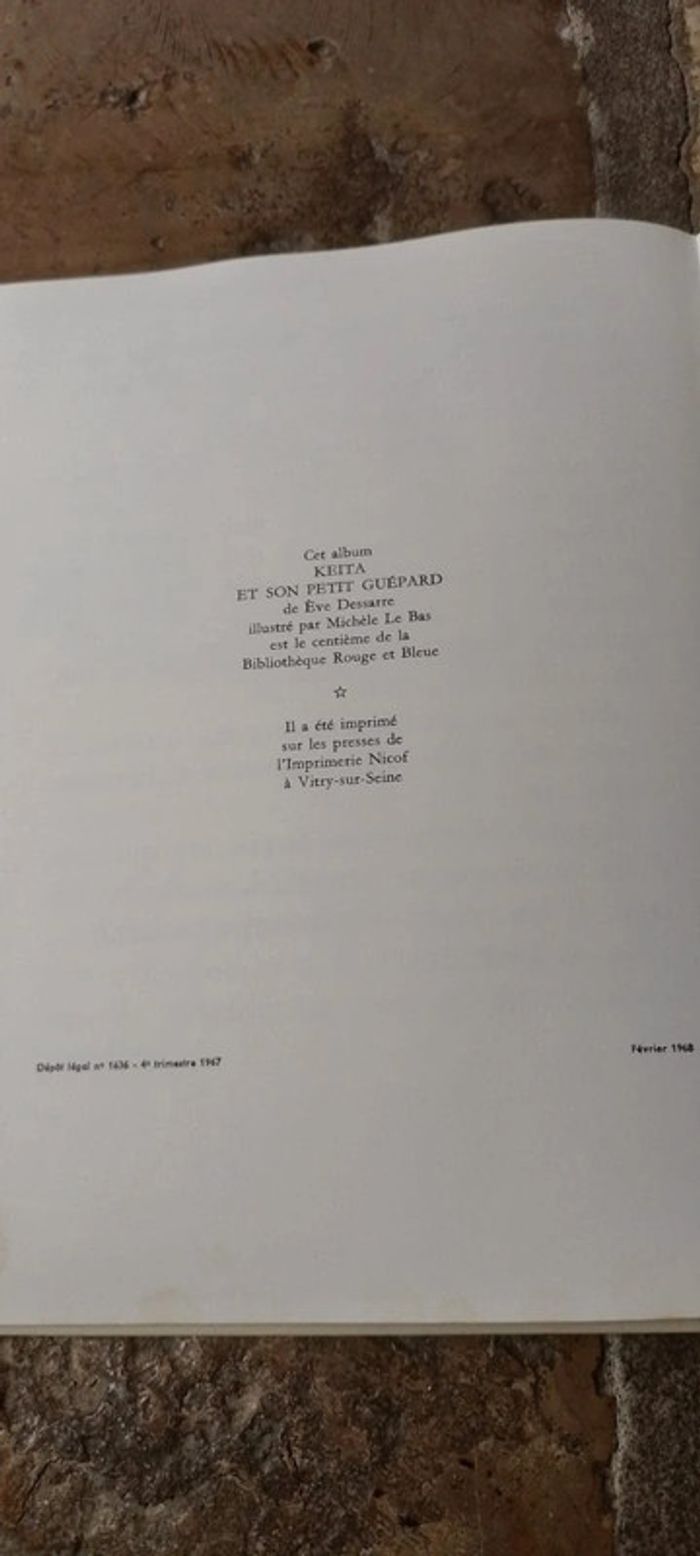 Cet album
KEITA
ET SON PETIT GUÉPARD
de Ève Dessarre
illustré par Michèle Le Bas
est le centième de la
Bibliothèque Rouge et Bleue
☆
Il a été imprimé
sur les presses de
l'Imprimerie Nicof
à Vitry-sur-Seine
Dépôt légal nº 1636 - 4ᵉ trimestre 1967
Février 1968